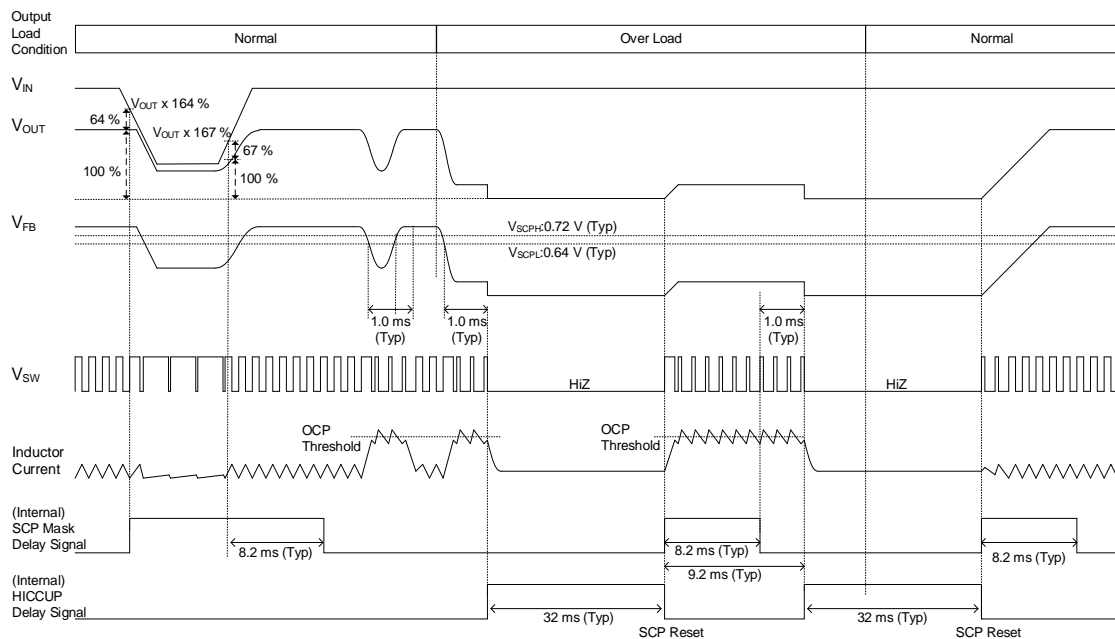 Output
Load
Condition
Normal
Over Load
Normal
VIN
VOUT x 164 %
64 %
VOUT
VOUT x 167 %
67 %
100 %
100 %
VFB
VSCPH:0.72 V (Typ)
VSCPL:0.64 V (Typ)
1.0 ms
(Typ)
1.0 ms
(Typ)
1.0 ms
(Typ)
VSW
HiZ
HiZ
OCP
Threshold
OCP
Threshold
Inductor
Current
(Internal)
SCP Mask
Delay Signal
8.2 ms (Typ)
8.2 ms (Typ)
8.2 ms (Typ)
9.2 ms (Typ)
(Internal)
HICCUP
Delay Signal
32 ms (Typ)
32 ms (Typ)
SCP Reset
SCP Reset